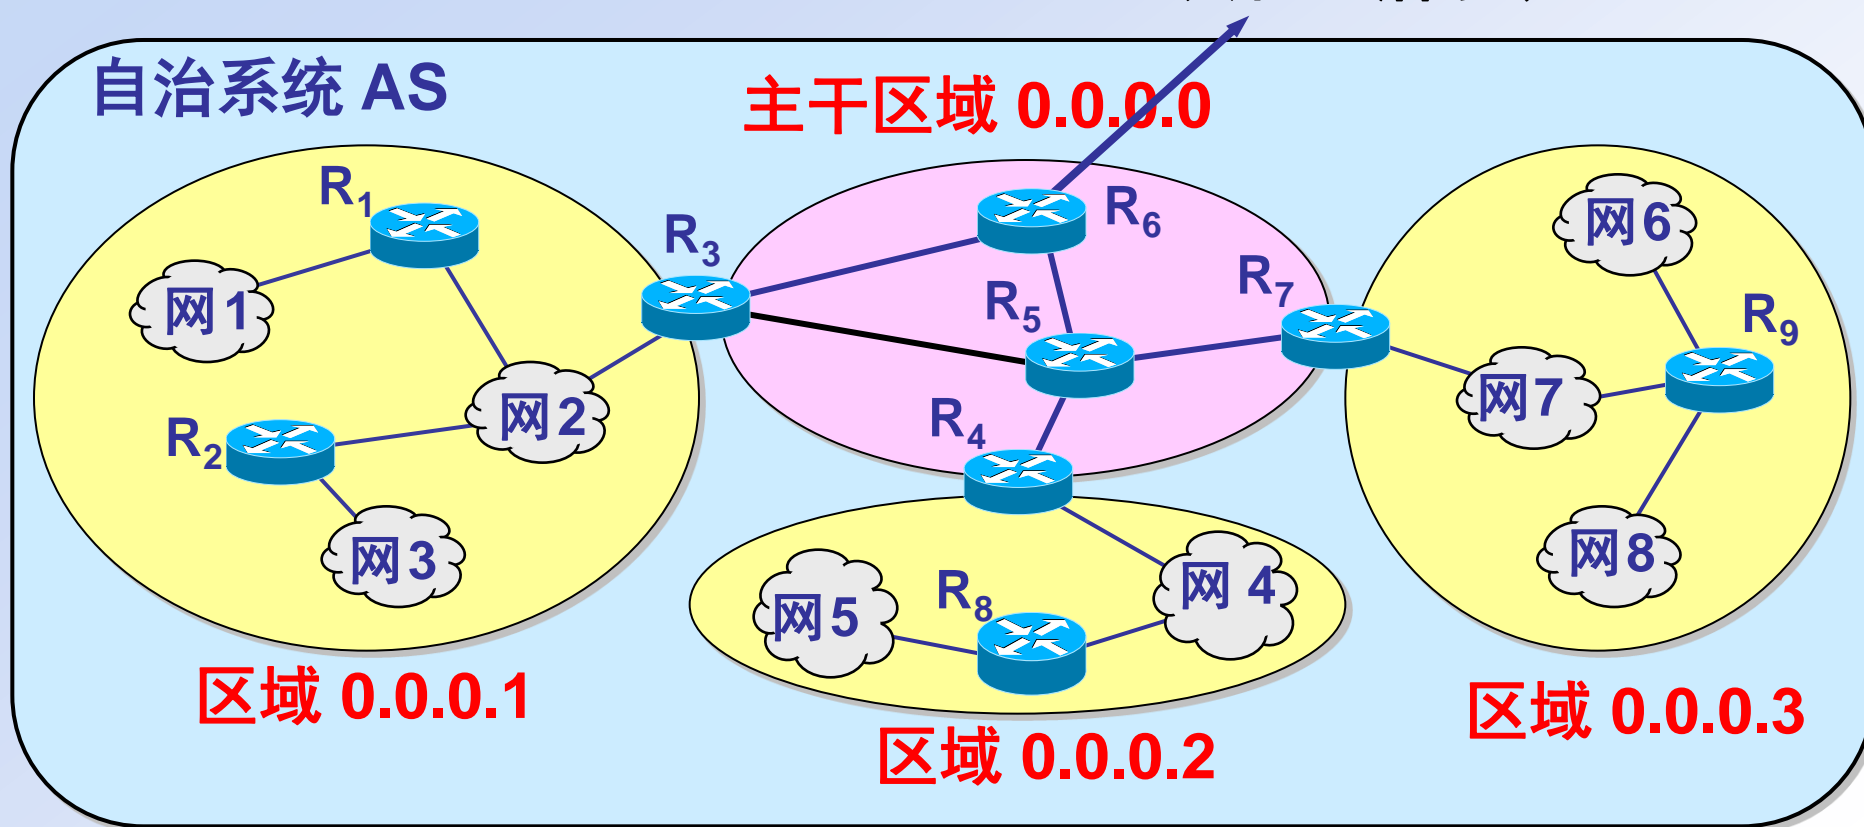 自治系统 AS
主干区域 0.0.0.0
R1
R3
R6
网6
网1
R5
R7
R9
R2
网2
R4
网7
网3
网5
R8
网 4
网8
区域 0.0.0.1
区域 0.0.0.2
区域 0.0.0.3